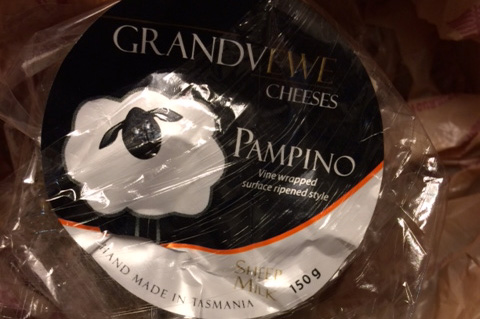 GRANDVEWE
CHEESES
PAMPINO
Vine wrapped
surface ripened style
SHEEP
MILK
150 g
HAND MADE IN TASMANIA